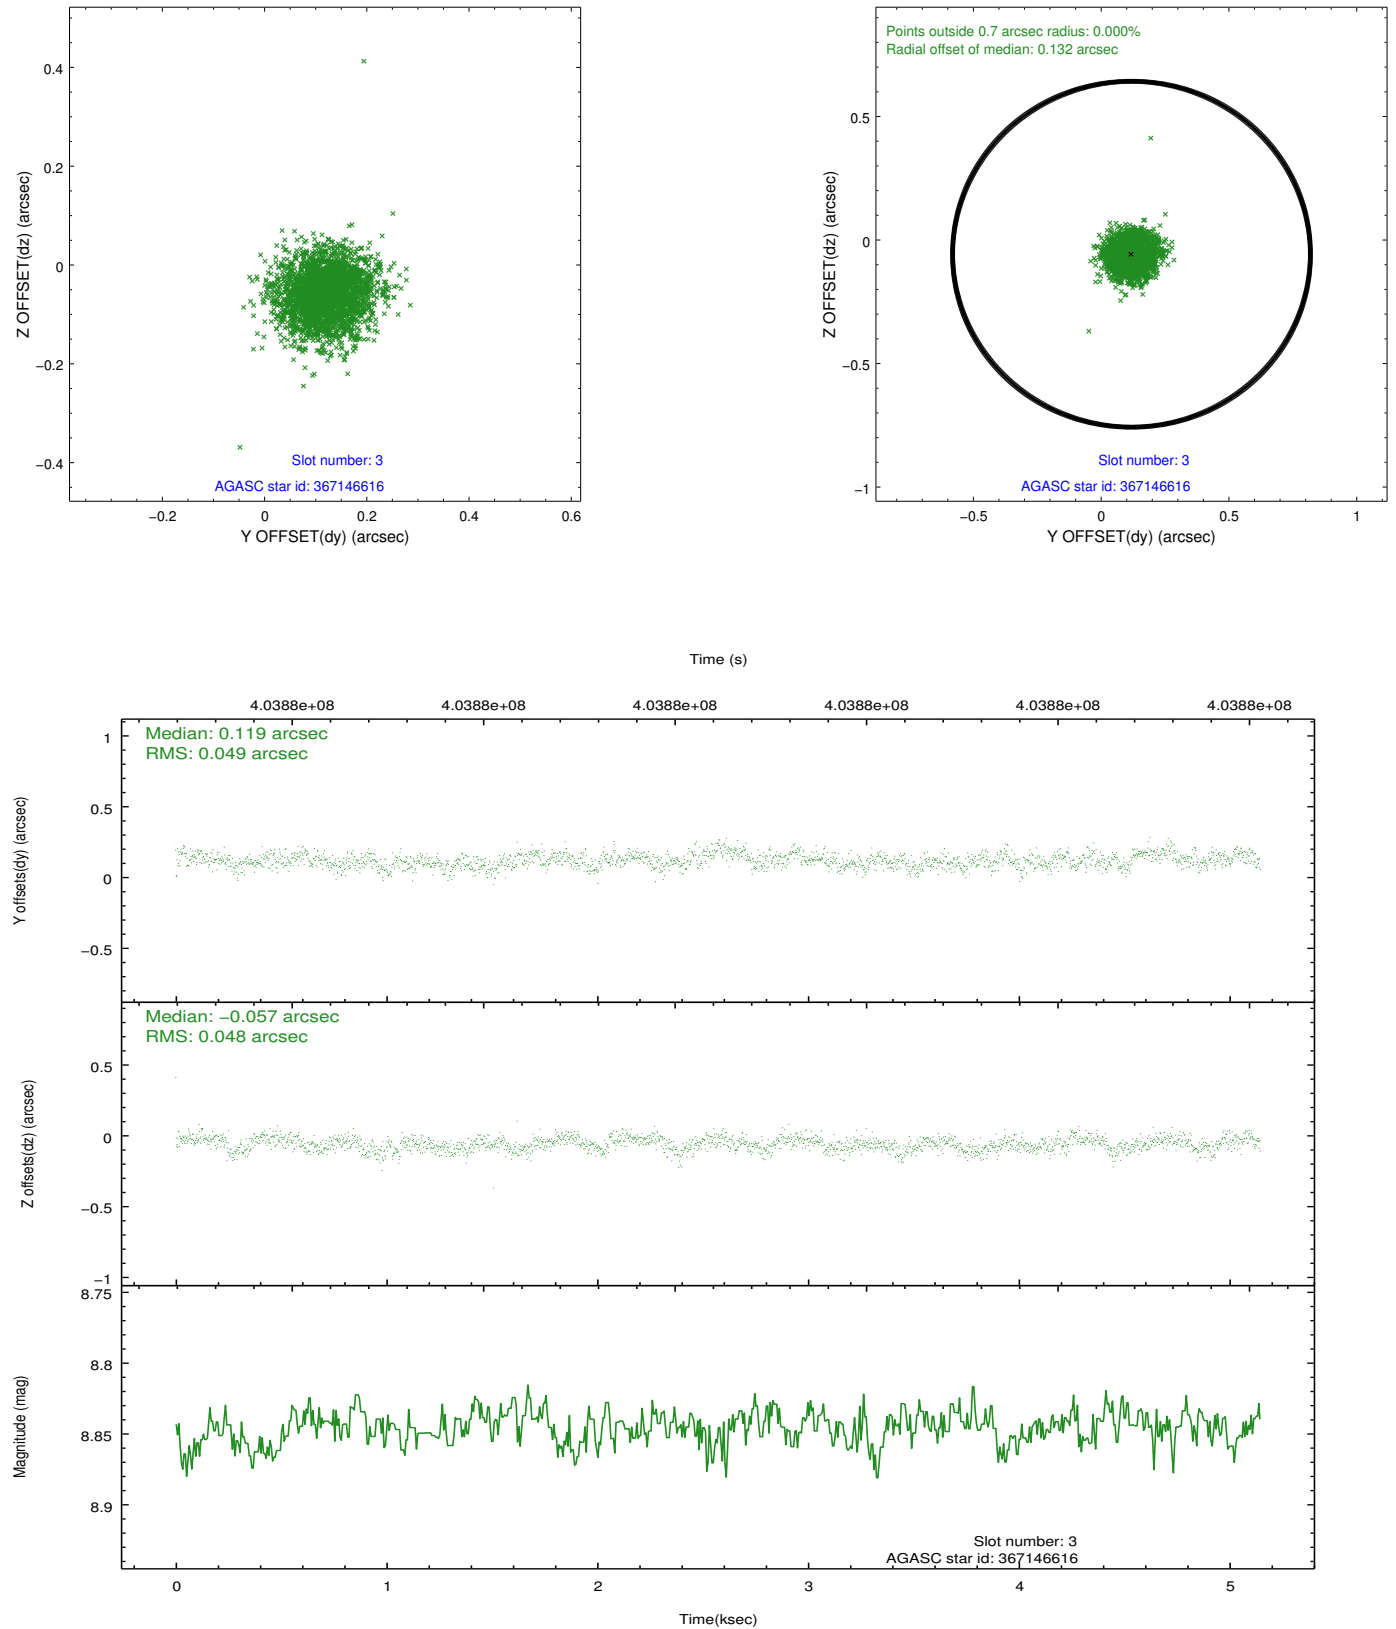 0.4
0.2
0
−0.2
−0.4
Z OFFSET(dz) (arcsec)
Slot number: 3
AGASC star id: 367146616
−0.2 0 0.2 0.4 0.6
Y OFFSET(dy) (arcsec)
Points outside 0.7 arcsec radius: 0.000%
Radial offset of median: 0.132 arcsec
0.5
0
−0.5
−1
Z OFFSET(dz) (arcsec)
Slot number: 3
AGASC star id: 367146616
−0.5 0 0.5 1
Y OFFSET(dy) (arcsec)
Time (s)
4.0388e+08 4.0388e+08 4.0388e+08 4.0388e+08 4.0388e+08 4.0388e+08
Median: 0.119 arcsec
RMS: 0.049 arcsec
1
0.5
0
−0.5
Y offsets(dy) (arcsec)
Median: −0.057 arcsec
RMS: 0.048 arcsec
0.5
0
−0.5
−1
Z offsets(dz) (arcsec)
8.75
8.8
8.85
8.9
Magnitude (mag)
Slot number: 3
AGASC star id: 367146616
0 1 2 3 4 5
Time(ksec)